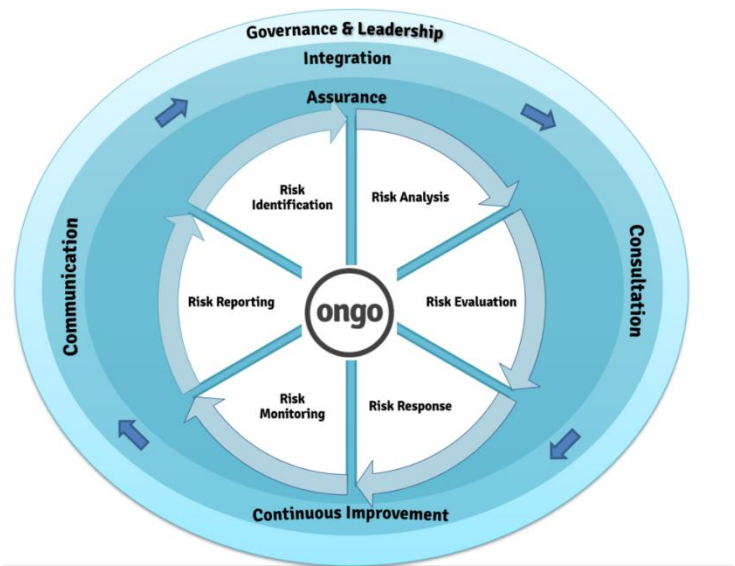 Governance & Leadership
Integration
Assurance
Risk
Identification
Risk Analysis
Communication
Consultation
Risk Reporting
ongo
Risk Evaluation
Risk
Monitoring
Risk Response
Continuous Improvement